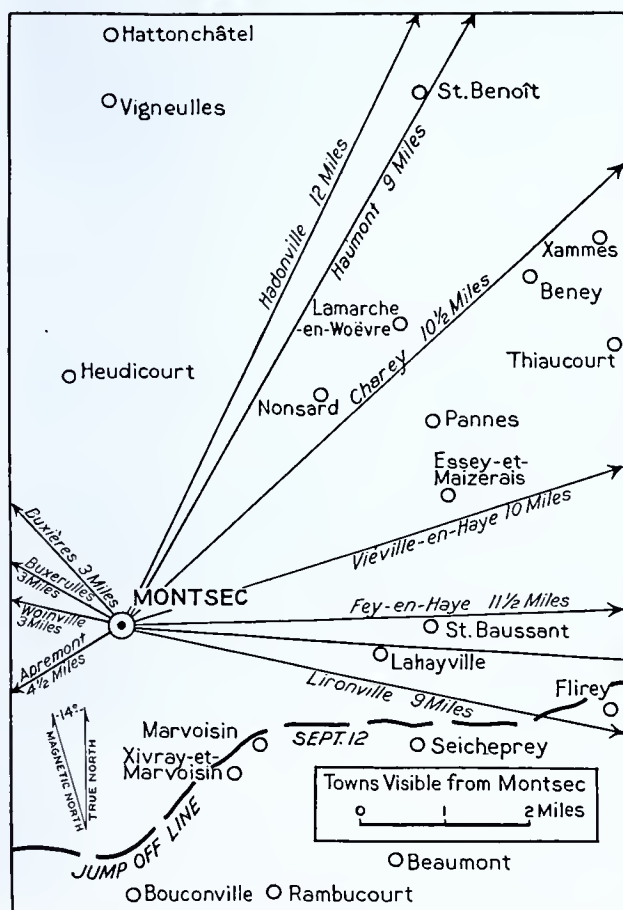 Hattonchâtel
Vigneulles
St. Benoît
Hadonville 12 Miles
Haumont 9 Miles
Xammes
Beney
Lamarche
-en-Woëvre
Charey 10½ Miles
Thiaucourt
Heudicourt
Nonsard
Pannes
Essey-et-
Maizerais
Viéville-en-Haye 10 Miles
Buxières 3 Miles
Buxerulles
3 Miles
MONTSEC
Woinville
3 Miles
Fey-en-Haye 11½ Miles
St. Baussant
Apremont
4½ Miles
Lahayville
Lironville 9 Miles
Flirey
14°
MAGNETIC NORTH
TRUE NORTH
Marvoisin
SEPT. 12
Xivray-et-
Marvoisin
Seicheprey
Towns Visible from Montsec
0 1 2 Miles
JUMP OFF LINE
Beaumont
Bouconville
Rambucourt